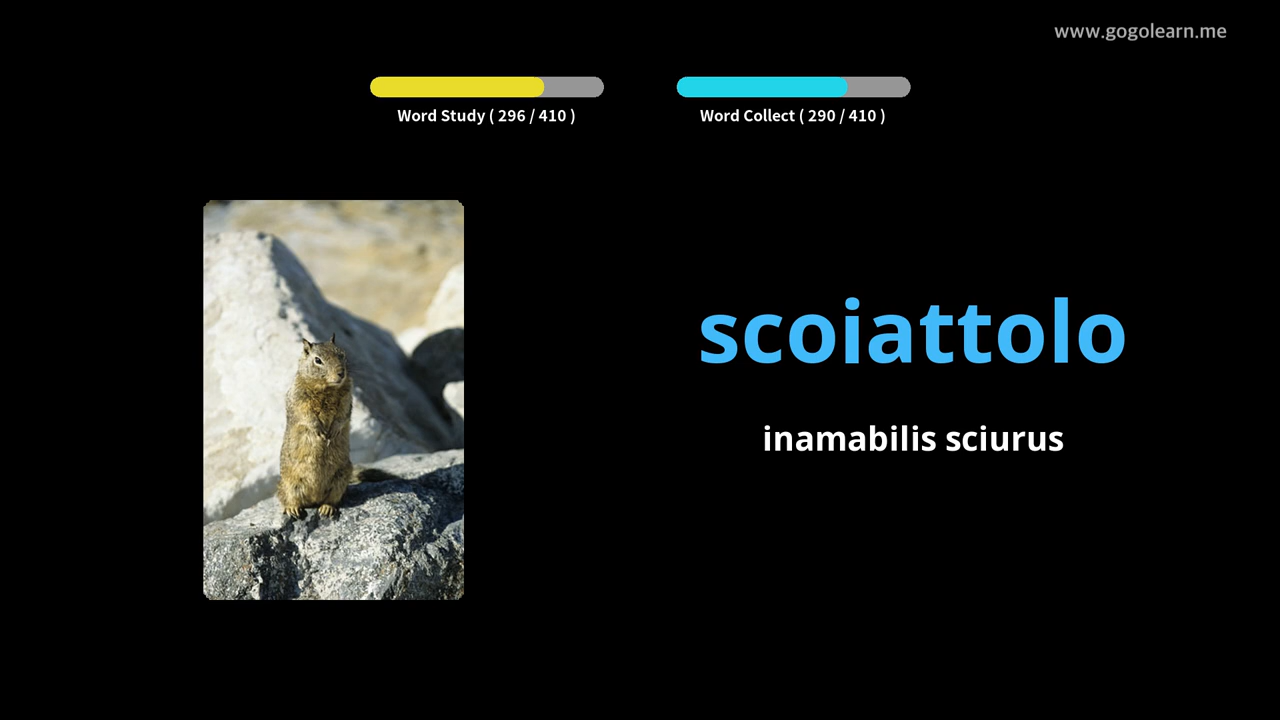 www.gogolearn.me
Word Study ( 296 / 410 )
Word Collect ( 290 / 410 )
scoiattolo
inamabilis sciurus